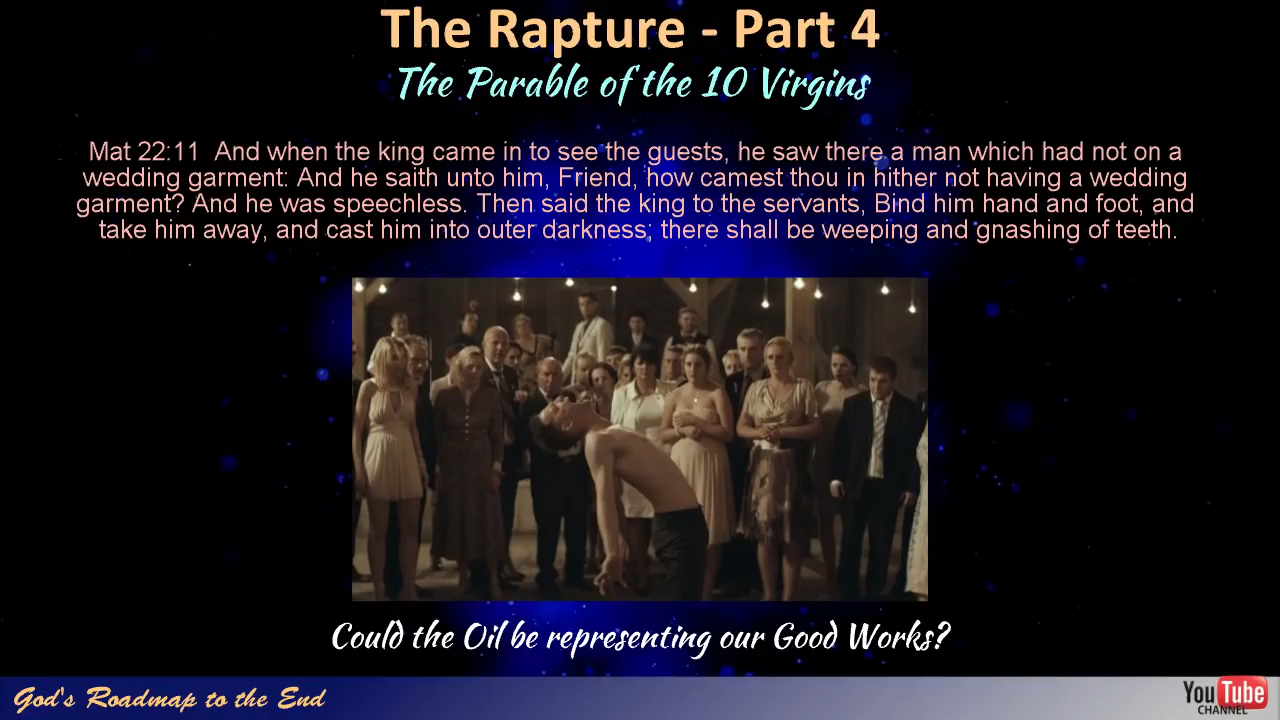 The Rapture - Part 4
The Parable of the 10 Virgins
Mat 22:11  And when the king came in to see the guests, he saw there a man which had not on a
wedding garment: And he saith unto him, Friend, how camest thou in hither not having a wedding
garment? And he was speechless. Then said the king to the servants, Bind him hand and foot, and
take him away, and cast him into outer darkness; there shall be weeping and gnashing of teeth.
Could the Oil be representing our Good Works?
God's Roadmap to the End
YouTube
CHANNEL